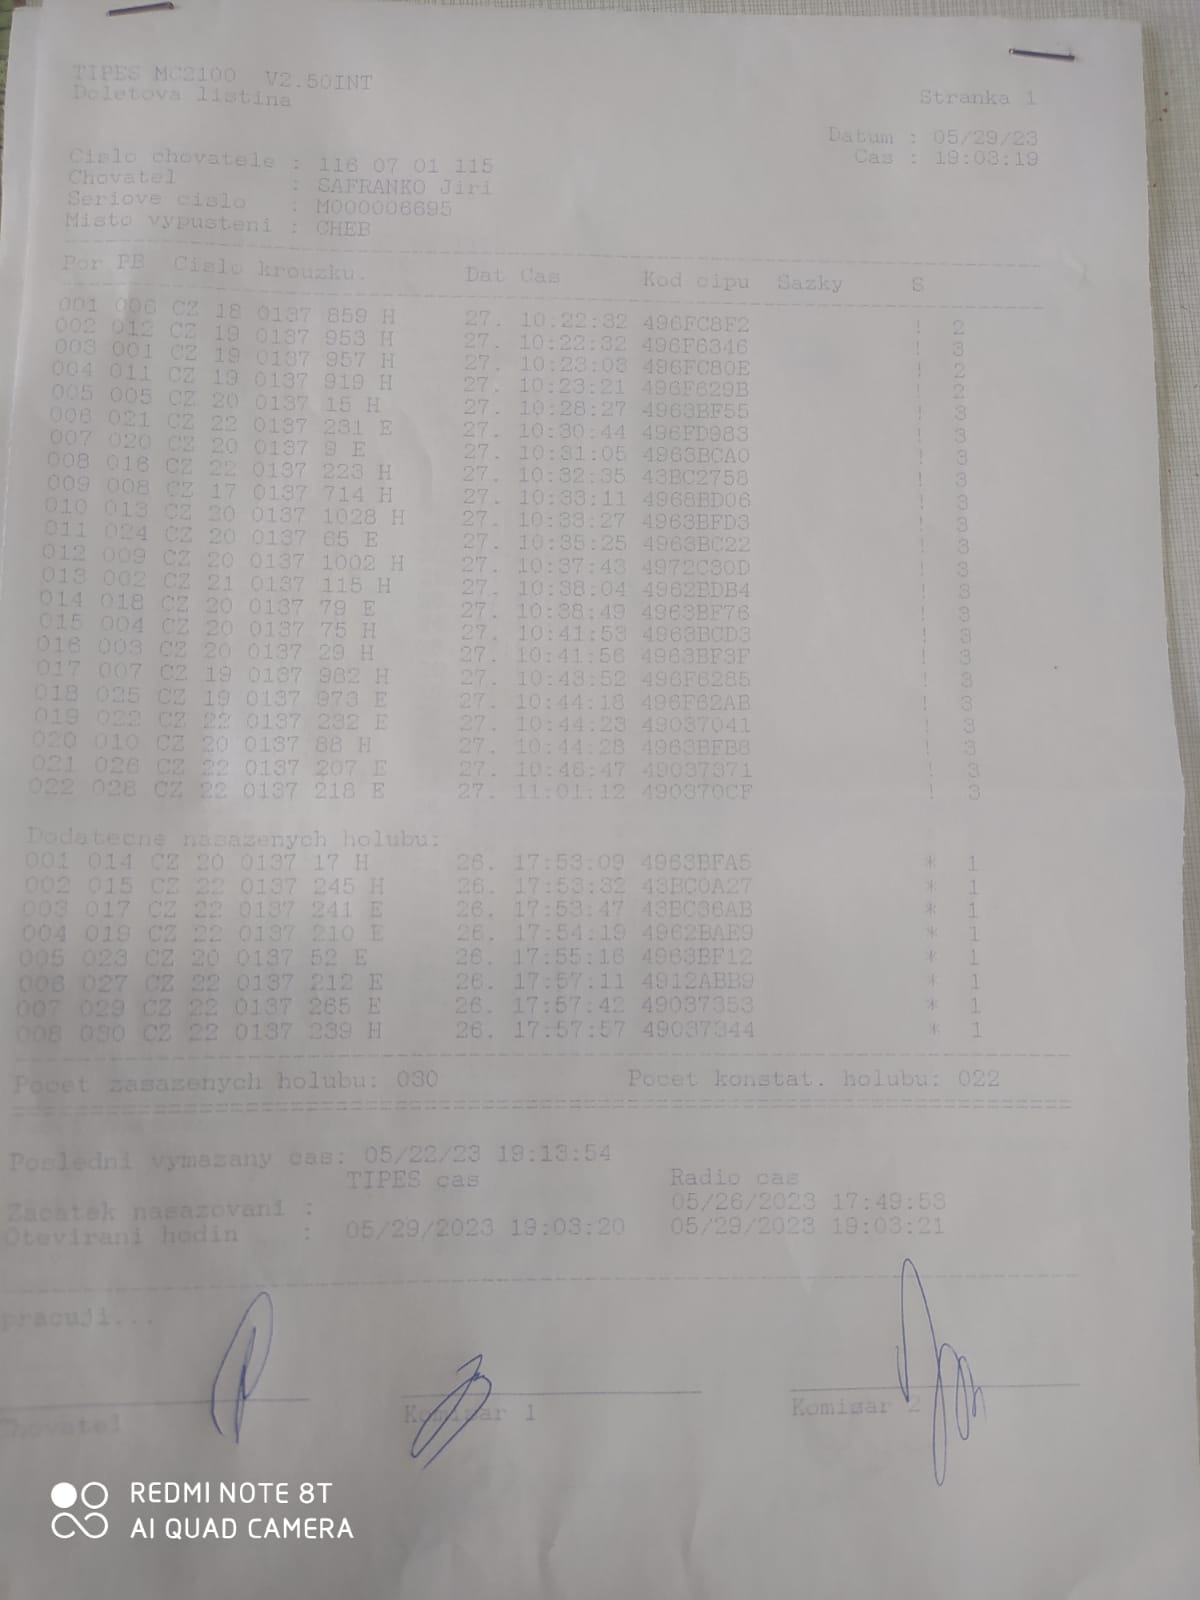 TIPES MC2100 V2.50INT
Doletova listina
Stranka 1
Datum : 05/29/23
Cas : 19:03:19
Cislo chovatele : 116 07 01 115
Chovatel : SAFRANKO Jiri
Seriove cislo : M000006695
Misto vypusteni : CHEB
Por PB Cislo krouzku. Dat Cas Kod cipu Sazky S
001 006 CZ 18 0137 859 H 27. 10:22:32 496FC8F2 ! 2
002 012 CZ 19 0137 953 H 27. 10:22:32 496F6346 ! 3
003 001 CZ 19 0137 957 H 27. 10:23:03 496FC80E ! 2
004 011 CZ 19 0137 919 H 27. 10:23:21 496F629B ! 2
005 005 CZ 20 0137 15 H 27. 10:28:27 4963BF55 ! 3
006 021 CZ 22 0137 231 E 27. 10:30:44 496FD983 ! 3
007 020 CZ 20 0137 9 E 27. 10:31:05 4963BCA0 ! 3
008 016 CZ 22 0137 223 H 27. 10:32:35 43BC2758 ! 3
009 008 CZ 17 0137 714 H 27. 10:33:11 4968BD06 ! 3
010 013 CZ 20 0137 1028 H 27. 10:33:27 4963BFD3 ! 3
011 024 CZ 20 0137 65 E 27. 10:35:25 4963BC22 ! 3
012 009 CZ 20 0137 1002 H 27. 10:37:43 4972C30D ! 3
013 002 CZ 21 0137 115 H 27. 10:38:04 4962EDB4 ! 3
014 018 CZ 20 0137 79 E 27. 10:38:49 4963BF76 ! 3
015 004 CZ 20 0137 75 H 27. 10:41:53 4963BCD3 ! 3
016 003 CZ 20 0137 29 H 27. 10:41:56 4963BF3F ! 3
017 007 CZ 19 0137 982 H 27. 10:43:52 496F6285 ! 3
018 025 CZ 19 0137 973 E 27. 10:44:18 496F62AB ! 3
019 022 CZ 22 0137 232 E 27. 10:44:23 49037041 ! 3
020 010 CZ 20 0137 88 H 27. 10:44:28 4963BFB8 ! 3
021 026 CZ 22 0137 207 E 27. 10:46:47 49037371 ! 3
022 028 CZ 22 0137 218 E 27. 11:01:12 490370CF ! 3
Dodatecne nasazenych holubu:
001 014 CZ 20 0137 17 H 26. 17:53:09 4963BFA5 * 1
002 015 CZ 22 0137 245 H 26. 17:53:32 43BC0A27 * 1
003 017 CZ 22 0137 241 E 26. 17:53:47 43BC36AB * 1
004 019 CZ 22 0137 210 E 26. 17:54:19 4962BAE9 * 1
005 023 CZ 20 0137 52 E 26. 17:55:16 4963BF12 * 1
006 027 CZ 22 0137 212 E 26. 17:57:11 4912ABB9 * 1
007 029 CZ 22 0137 265 E 26. 17:57:42 49037353 * 1
008 030 CZ 22 0137 239 H 26. 17:57:57 49037344 * 1
Pocet zasazenych holubu: 030 Pocet konstat. holubu: 022
Posledni vymazany cas: 05/22/23 19:13:54
TIPES cas Radio cas
Zacatek nasazovani : 05/26/2023 17:49:53
Otevirani hodin : 05/29/2023 19:03:20 05/29/2023 19:03:21
pracuji...
Chovatel Komisar 1 Komisar 2
REDMI NOTE 8T
AI QUAD CAMERA